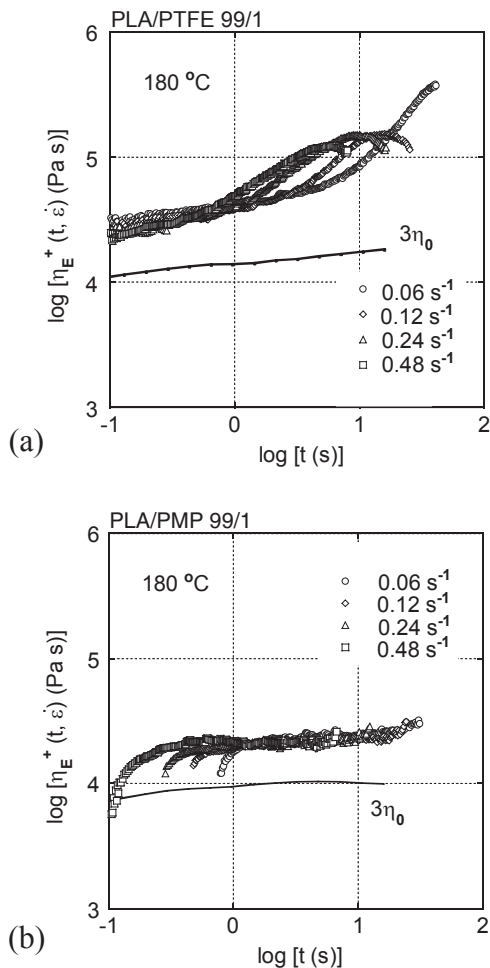 PLA/PTFE 99/1
6
180 °C
5
log [ηE⁺ (t, ε̇) (Pa s)]
3η₀
4
○ 0.06 s⁻¹
◇ 0.12 s⁻¹
△ 0.24 s⁻¹
□ 0.48 s⁻¹
3
-1 0 1 2
(a)
log [t (s)]
PLA/PMP 99/1
6
180 °C
○ 0.06 s⁻¹
◇ 0.12 s⁻¹
△ 0.24 s⁻¹
□ 0.48 s⁻¹
5
log [ηE⁺ (t, ε̇) (Pa s)]
4
3η₀
3
-1 0 1 2
(b)
log [t (s)]